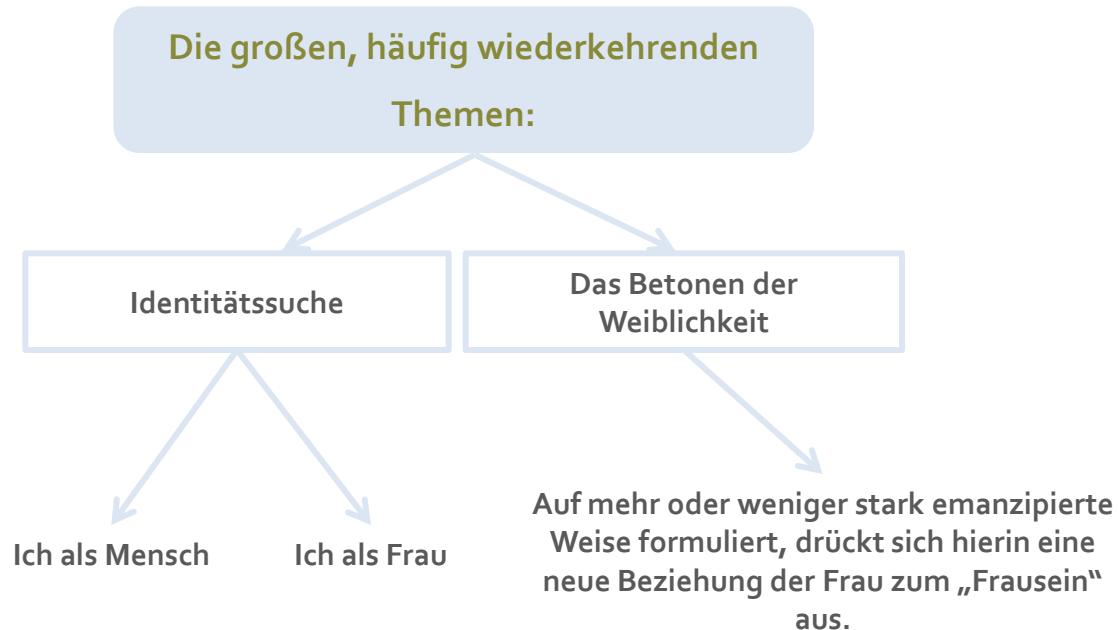 Die großen, häufig wiederkehrenden
Themen:
Identitätssuche
Das Betonen der
Weiblichkeit
Ich als Mensch
Ich als Frau
Auf mehr oder weniger stark emanzipierte
Weise formuliert, drückt sich hierin eine
neue Beziehung der Frau zum „Frausein“
aus.